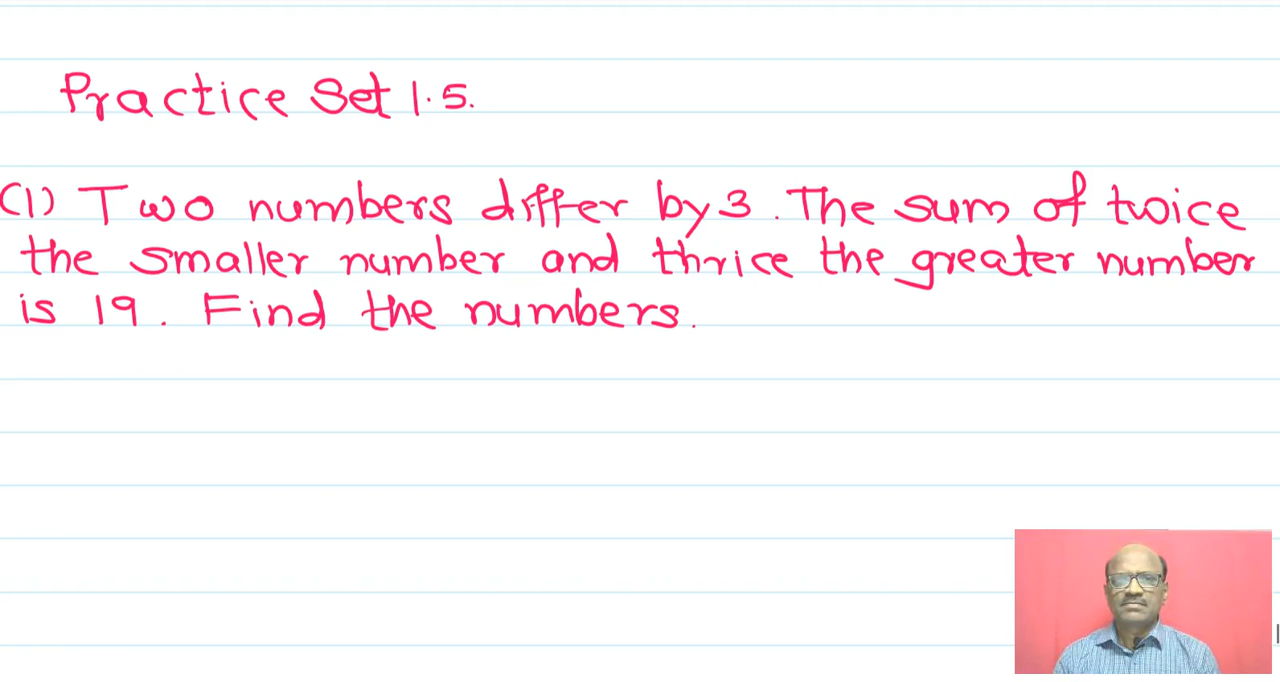 Practice Set 1.5.
(1) Two numbers differ by 3. The sum of twice
the smaller number and thrice the greater number
is 19. Find the numbers.